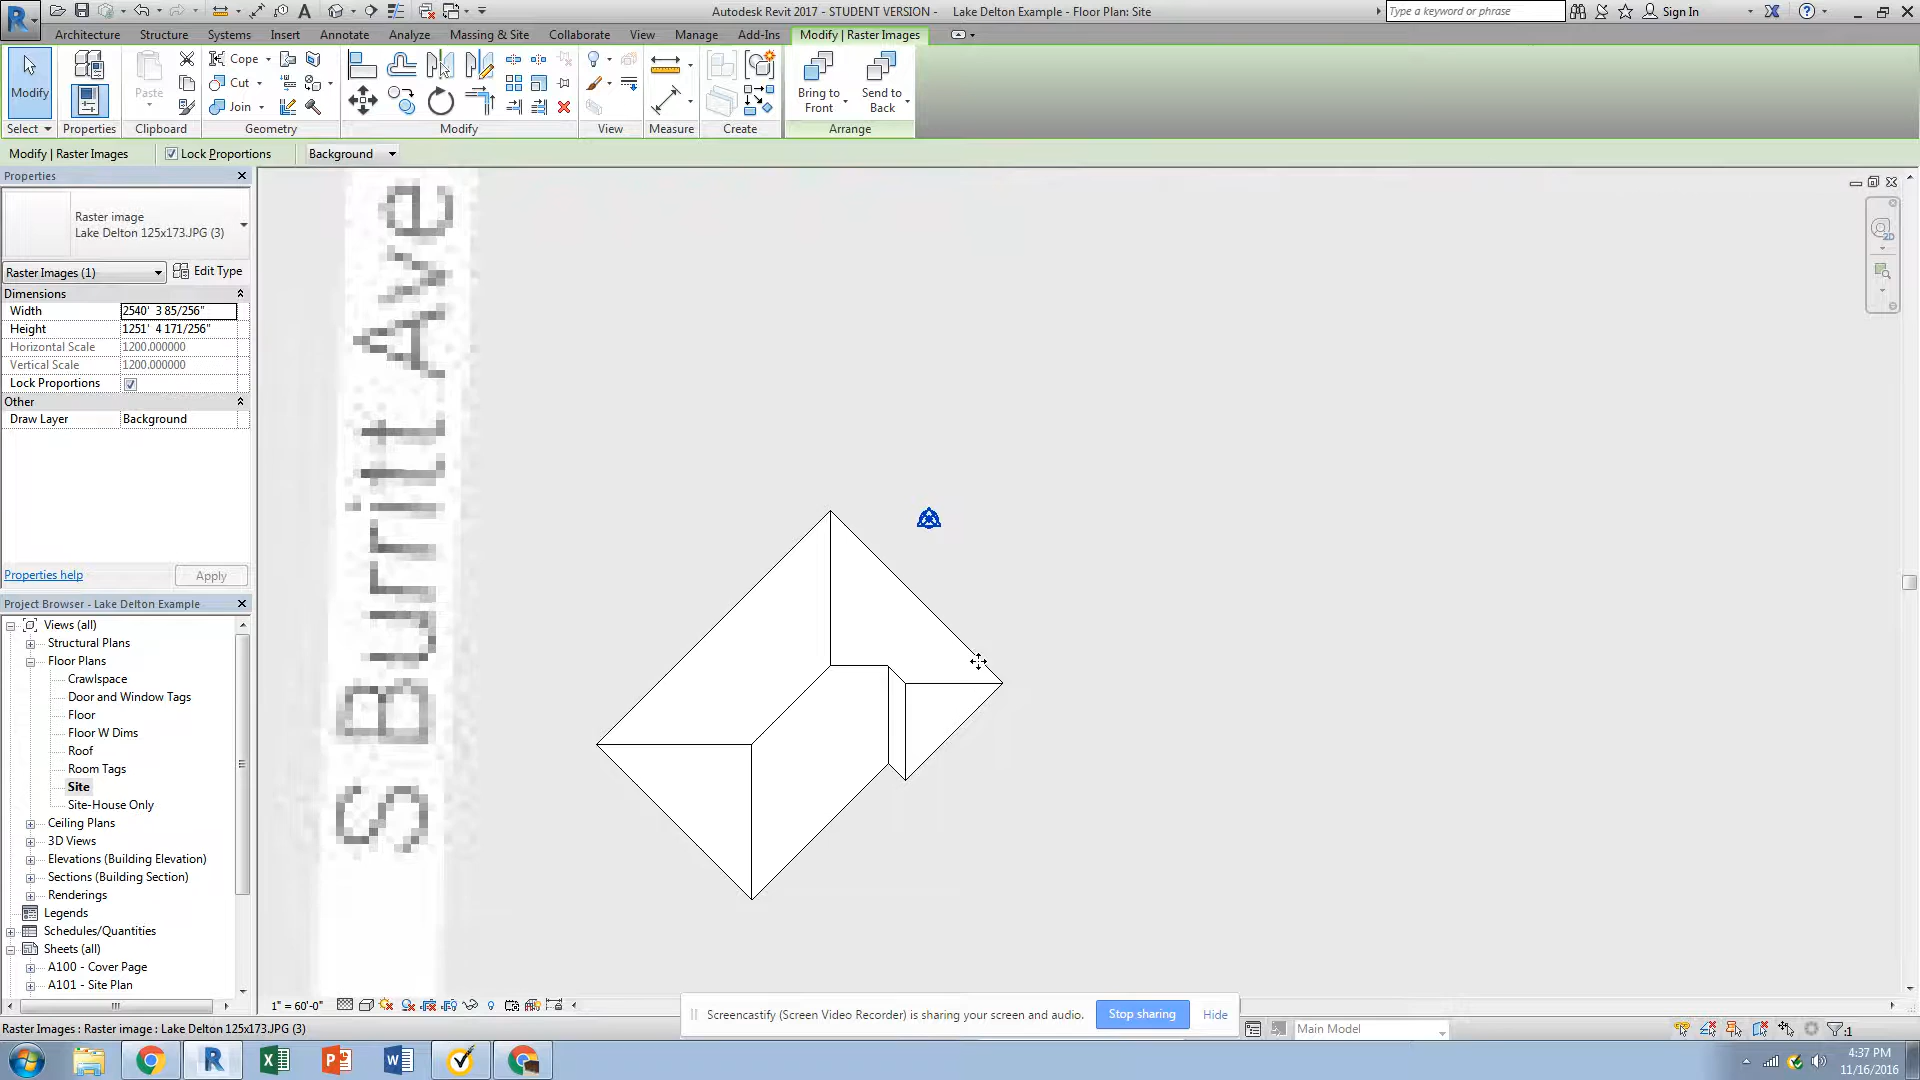 Autodesk Revit 2017 - STUDENT VERSION - Lake Delton Example - Floor Plan: Site
Type a keyword or phrase
Sign In
Architecture Structure Systems Insert Annotate Analyze Massing & Site Collaborate View Manage Add-Ins Modify | Raster Images
Modify
Paste
Cope
Cut
Join
Bring to Front
Send to Back
Select Properties Clipboard Geometry Modify View Measure Create Arrange
Modify | Raster Images Lock Proportions Background
Properties
Raster image
Lake Delton 125x173.JPG (3)
Raster Images (1) Edit Type
Dimensions
Width 2540' 3 85/256"
Height 1251' 4 171/256"
Horizontal Scale 1200.000000
Vertical Scale 1200.000000
Lock Proportions
Other
Draw Layer Background
Properties help Apply
Project Browser - Lake Delton Example
Views (all)
Structural Plans
Floor Plans
Crawlspace
Door and Window Tags
Floor
Floor W Dims
Roof
Room Tags
Site
Site-House Only
Ceiling Plans
3D Views
Elevations (Building Elevation)
Sections (Building Section)
Renderings
Legends
Schedules/Quantities
Sheets (all)
A100 - Cover Page
A101 - Site Plan
S Burritt Ave
2D
1" = 60'-0"
Screencastify (Screen Video Recorder) is sharing your screen and audio. Stop sharing Hide
Raster Images : Raster image : Lake Delton 125x173.JPG (3)
Main Model
:1
4:37 PM
11/16/2016